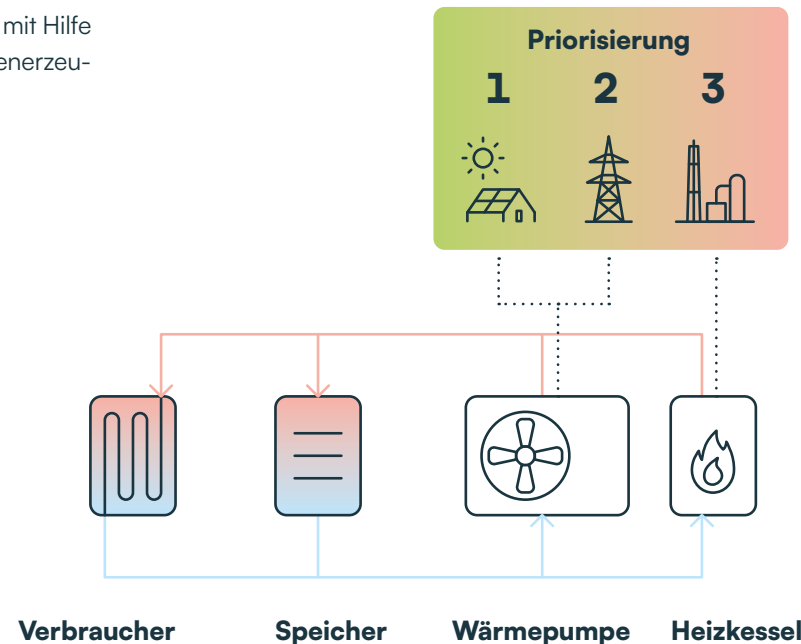 mit Hilfe
enerzeu-
Priorisierung
1 2 3
Verbraucher Speicher Wärmepumpe Heizkessel